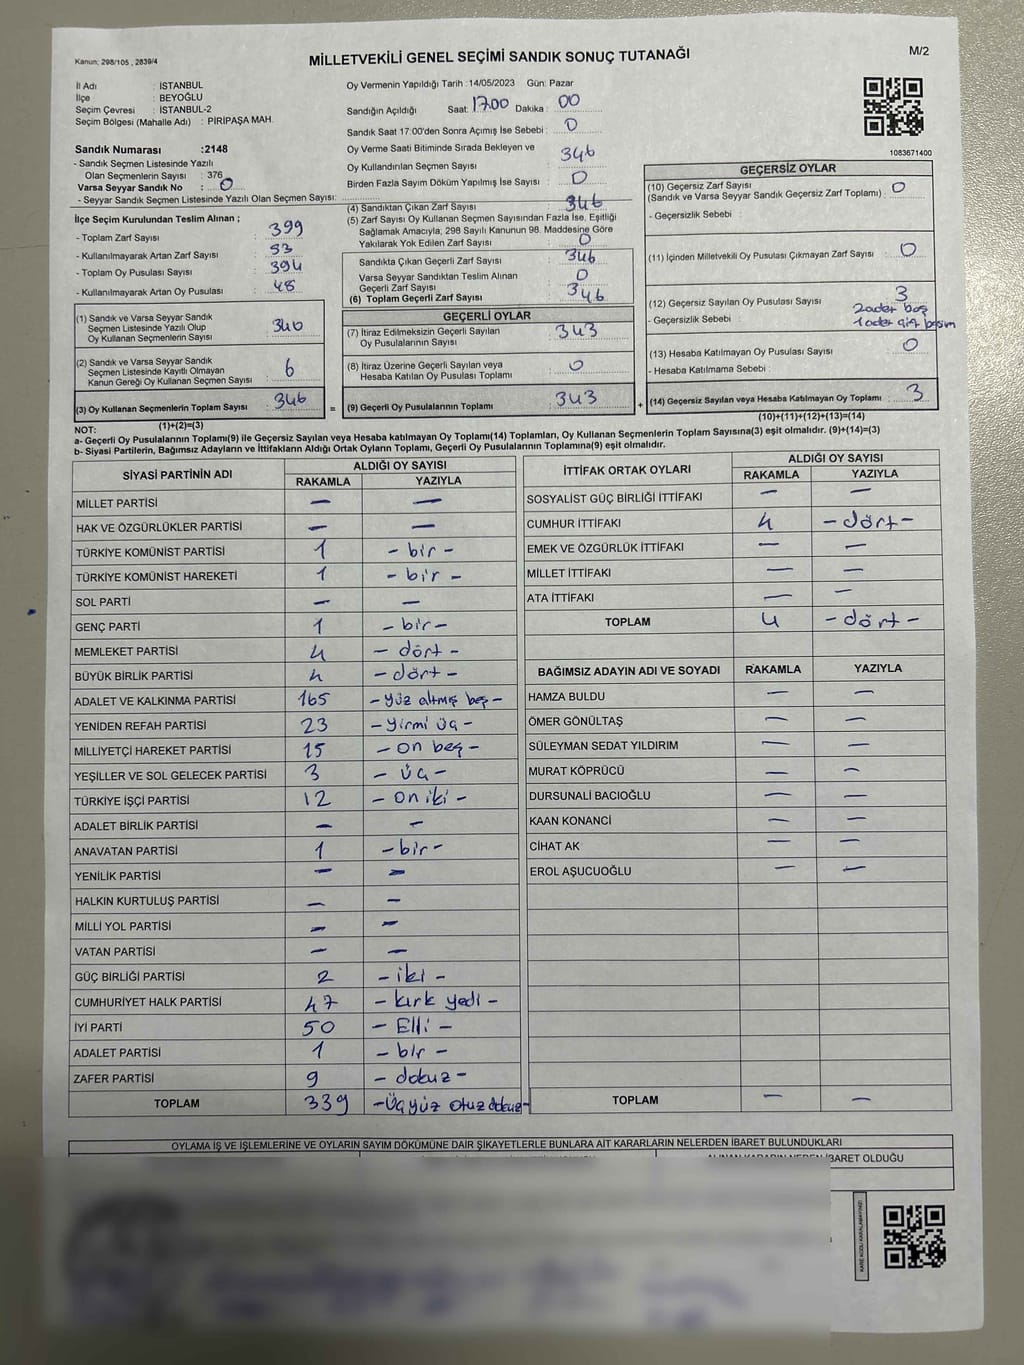 Kanun: 298/105 , 2839/4
MİLLETVEKİLİ GENEL SEÇİMİ SANDIK SONUÇ TUTANAĞI
M/2
İl Adı : İSTANBUL
İlçe : BEYOĞLU
Seçim Çevresi : İSTANBUL-2
Seçim Bölgesi (Mahalle Adı) : PİRİPAŞA MAH.
Sandık Numarası :2148
- Sandık Seçmen Listesinde Yazılı
Olan Seçmenlerin Sayısı : 376
Varsa Seyyar Sandık No : 0
- Seyyar Sandık Seçmen Listesinde Yazılı Olan Seçmen Sayısı:
İlçe Seçim Kurulundan Teslim Alınan ;
- Toplam Zarf Sayısı : 399
- Kullanılmayarak Artan Zarf Sayısı : 53
- Toplam Oy Pusulası Sayısı : 394
- Kullanılmayarak Artan Oy Pusulası : 48
Oy Vermenin Yapıldığı Tarih :14/05/2023 Gün: Pazar
Sandığın Açıldığı Saat: 17.00 Dakika : 00
Sandık Saat 17:00'den Sonra Açımış İse Sebebi : 0
Oy Verme Saati Bitiminde Sırada Bekleyen ve
Oy Kullandırılan Seçmen Sayısı : 346
Birden Fazla Sayım Döküm Yapılmış İse Sayısı : 0
(4) Sandıktan Çıkan Zarf Sayısı : 346
(5) Zarf Sayısı Oy Kullanan Seçmen Sayısından Fazla İse, Eşitliği
Sağlamak Amacıyla; 298 Sayılı Kanunun 98. Maddesine Göre
Yakılarak Yok Edilen Zarf Sayısı : 0
Sandıkta Çıkan Geçerli Zarf Sayısı : 346
Varsa Seyyar Sandıktan Teslim Alınan
Geçerli Zarf Sayısı : 0
(6) Toplam Geçerli Zarf Sayısı : 346
1083671400
GEÇERSİZ OYLAR
(10) Geçersiz Zarf Sayısı
(Sandık ve Varsa Seyyar Sandık Geçersiz Zarf Toplamı) : 0
- Geçersizlik Sebebi :
(11) İçinden Milletvekili Oy Pusulası Çıkmayan Zarf Sayısı : 0
(12) Geçersiz Sayılan Oy Pusulası Sayısı : 3
- Geçersizlik Sebebi : 2 adet boş
1 adet çift basım
(13) Hesaba Katılmayan Oy Pusulası Sayısı : 0
- Hesaba Katılmama Sebebi :
(14) Geçersiz Sayılan veya Hesaba Katılmayan Oy Toplamı : 3
(10)+(11)+(12)+(13)=(14)
(1) Sandık ve Varsa Seyyar Sandık
Seçmen Listesinde Yazılı Olup
Oy Kullanan Seçmenlerin Sayısı : 340
(2) Sandık ve Varsa Seyyar Sandık
Seçmen Listesinde Kayıtlı Olmayan
Kanun Gereği Oy Kullanan Seçmen Sayısı : 6
(3) Oy Kullanan Seçmenlerin Toplam Sayısı : 346 =
(1)+(2)=(3)
GEÇERLİ OYLAR
(7) İtiraz Edilmeksizin Geçerli Sayılan
Oy Pusulalarının Sayısı : 343
(8) İtiraz Üzerine Geçerli Sayılan veya
Hesaba Katılan Oy Pusulası Toplamı : 0
(9) Geçerli Oy Pusulalarının Toplamı : 343 +
NOT:
a- Geçerli Oy Pusulalarının Toplamı(9) ile Geçersiz Sayılan veya Hesaba katılmayan Oy Toplamı(14) Toplamları, Oy Kullanan Seçmenlerin Toplam Sayısına(3) eşit olmalıdır. (9)+(14)=(3)
b- Siyasi Partilerin, Bağımsız Adayların ve İttifakların Aldığı Ortak Oyların Toplamı, Geçerli Oy Pusulalarının Toplamına(9) eşit olmalıdır.
SİYASİ PARTİNİN ADI
ALDIĞI OY SAYISI
RAKAMLA YAZIYLA
MİLLET PARTİSİ — —
HAK VE ÖZGÜRLÜKLER PARTİSİ — —
TÜRKİYE KOMÜNİST PARTİSİ 1 - bir -
TÜRKİYE KOMÜNİST HAREKETİ 1 - bir -
SOL PARTİ — —
GENÇ PARTİ 1 - bir -
MEMLEKET PARTİSİ 4 - dört -
BÜYÜK BİRLİK PARTİSİ 4 - dört -
ADALET VE KALKINMA PARTİSİ 165 - yüz altmış beş -
YENİDEN REFAH PARTİSİ 23 - yirmi üç -
MİLLİYETÇİ HAREKET PARTİSİ 15 - on beş -
YEŞİLLER VE SOL GELECEK PARTİSİ 3 - üç -
TÜRKİYE İŞÇİ PARTİSİ 12 - on iki -
ADALET BİRLİK PARTİSİ — —
ANAVATAN PARTİSİ 1 - bir -
YENİLİK PARTİSİ — —
HALKIN KURTULUŞ PARTİSİ — —
MİLLİ YOL PARTİSİ — —
VATAN PARTİSİ — —
GÜÇ BİRLİĞİ PARTİSİ 2 - iki -
CUMHURİYET HALK PARTİSİ 47 - kırk yedi -
İYİ PARTİ 50 - Elli -
ADALET PARTİSİ 1 - bir -
ZAFER PARTİSİ 9 - dokuz -
TOPLAM 339 - Üçyüz otuz dokuz -
İTTİFAK ORTAK OYLARI
ALDIĞI OY SAYISI
RAKAMLA YAZIYLA
SOSYALİST GÜÇ BİRLİĞİ İTTİFAKI — —
CUMHUR İTTİFAKI 4 - dört -
EMEK VE ÖZGÜRLÜK İTTİFAKI — —
MİLLET İTTİFAKI — —
ATA İTTİFAKI — —
TOPLAM 4 - dört -
BAĞIMSIZ ADAYIN ADI VE SOYADI RAKAMLA YAZIYLA
HAMZA BULDU — —
ÖMER GÖNÜLTAŞ — —
SÜLEYMAN SEDAT YILDIRIM — —
MURAT KÖPRÜCÜ — —
DURSUNALİ BACIOĞLU — —
KAAN KONANCİ — —
CİHAT AK — —
EROL AŞUCUOĞLU — —
TOPLAM — —
OYLAMA İŞ VE İŞLEMLERİNE VE OYLARIN SAYIM DÖKÜMÜNE DAİR ŞİKAYETLERLE BUNLARA AİT KARARLARIN NELERDEN İBARET BULUNDUKLARI
ALINAN KARARIN NEDEN İBARET OLDUĞU
KARE KODU KARALAMAYINIZ!